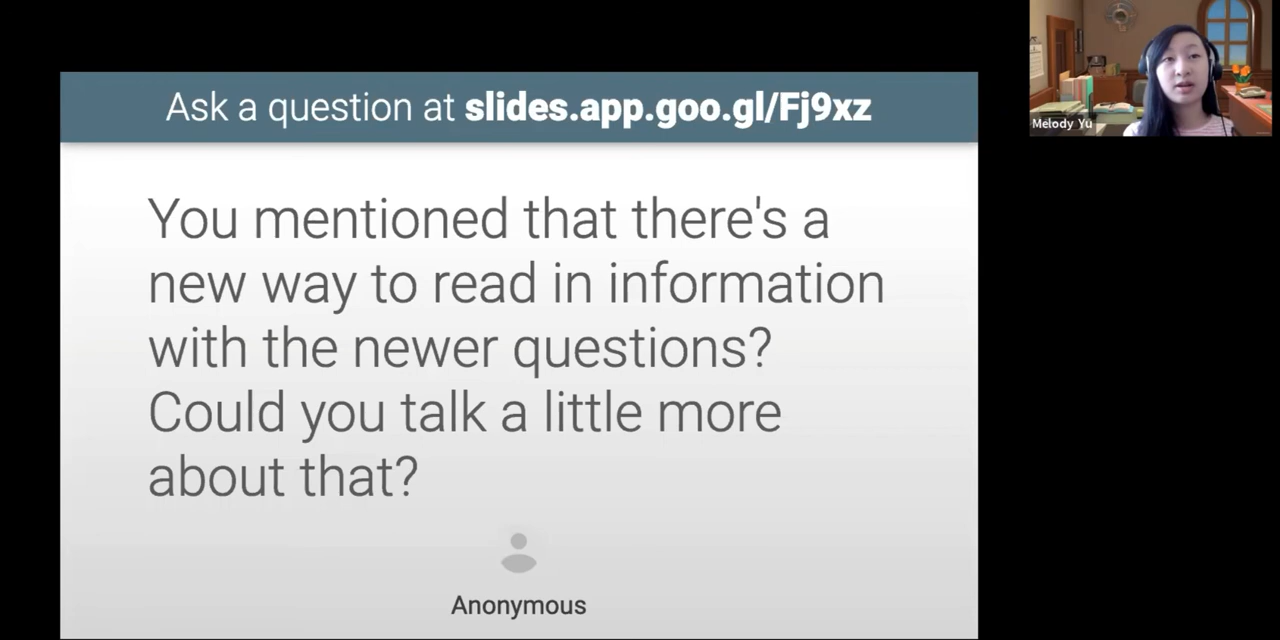 Ask a question at slides.app.goo.gl/Fj9xz
You mentioned that there's a
new way to read in information
with the newer questions?
Could you talk a little more
about that?
Anonymous
Melody Yu